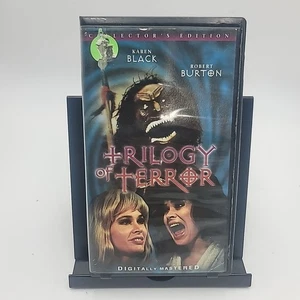 COLLECTOR'S EDITION
KAREN
BLACK
ROBERT
BURTON
TRILOGY
OF TERROR
DIGITALLY MASTERED